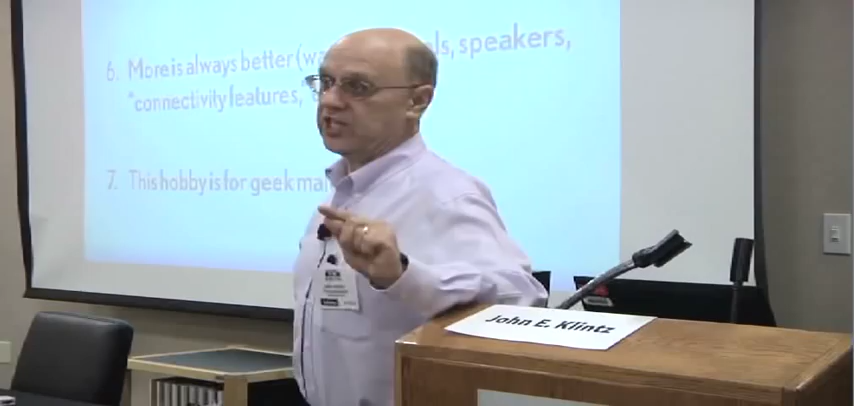 6. More is always better (wa ls, speakers,
"connectivity features,"
7. This hobby is for geek ma
John E. Klintz